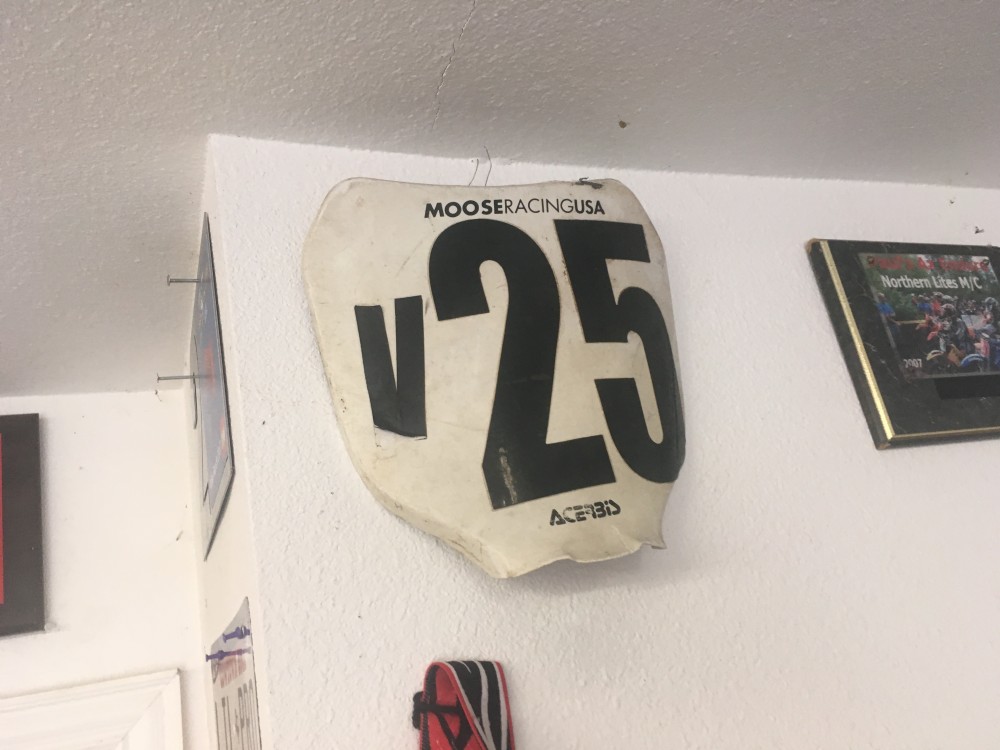 MOOSERACINGUSA
V25
ACERBIS
Northern Lites M/C
2007